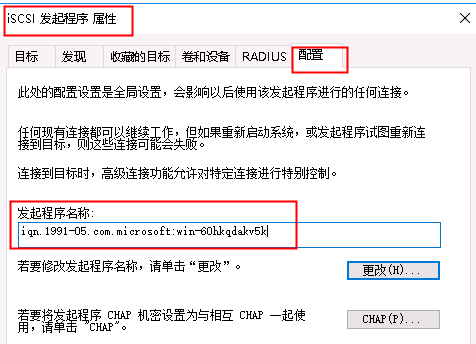 iSCSI 发起程序 属性
目标 发现 收藏的目标 卷和设备 RADIUS 配置
此处的配置设置是全局设置，会影响以后使用该发起程序进行的任何连接。
任何现有连接都可以继续工作，但如果重新启动系统，或发起程序试图重新连
接到目标，则这些连接可能会失败。
连接到目标时，高级连接功能允许对特定连接进行特别控制。
发起程序名称:
iqn.1991-05.com.microsoft:win-60hkqdakv5k
若要修改发起程序名称，请单击“更改”。
更改(H)...
若要将发起程序 CHAP 机密设置为与相互 CHAP 一起使
用，请单击 "CHAP"。
CHAP(P)...